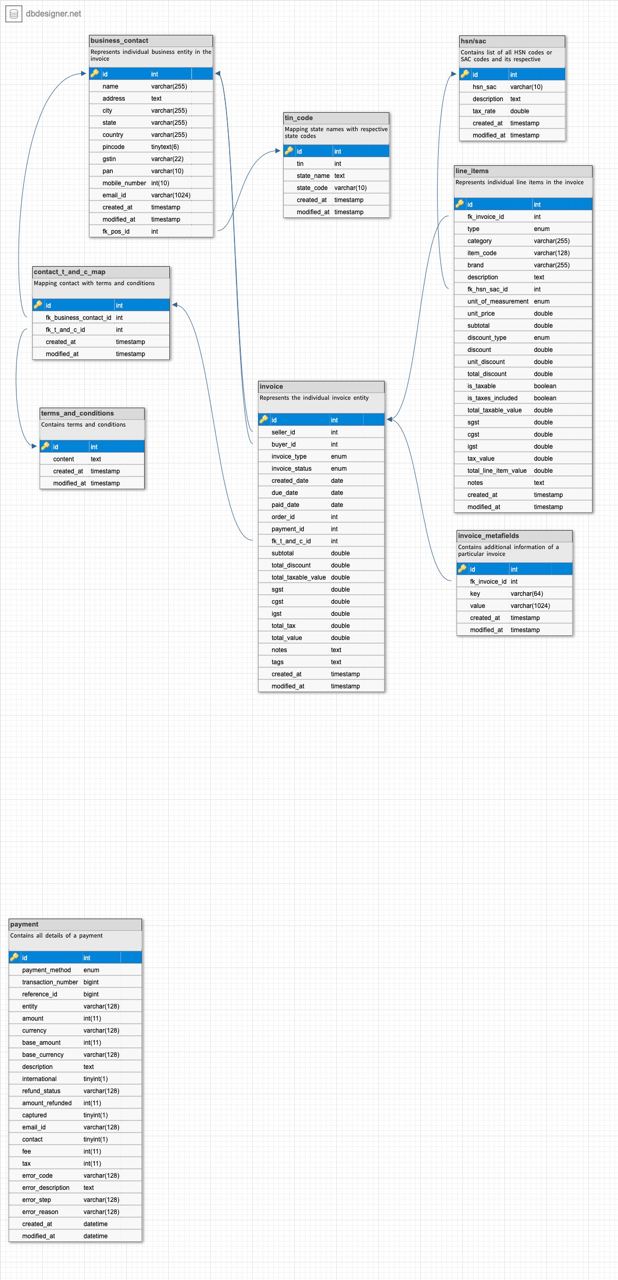 dbdesigner.net
business_contact
Represents individual business entity in the
invoice
id int
name varchar(255)
address text
city varchar(255)
state varchar(255)
country varchar(255)
pincode tinytext(6)
gstin varchar(22)
pan varchar(10)
mobile_number int(10)
email_id varchar(1024)
created_at timestamp
modified_at timestamp
fk_pos_id int
hsn/sac
Contains list of all HSN codes or
SAC codes and its respective
id int
hsn_sac varchar(10)
description text
tax_rate double
created_at timestamp
modified_at timestamp
tin_code
Mapping state names with respective
state codes
id int
tin int
state_name text
state_code varchar(10)
created_at timestamp
modified_at timestamp
line_items
Represents individual line items in the invoice
id int
fk_invoice_id int
type enum
category varchar(255)
item_code varchar(128)
brand varchar(255)
description text
fk_hsn_sac_id int
unit_of_measurement enum
unit_price double
subtotal double
discount_type enum
discount double
unit_discount double
total_discount double
is_taxable boolean
is_taxes_included boolean
total_taxable_value double
sgst double
cgst double
igst double
tax_value double
total_line_item_value double
notes text
created_at timestamp
modified_at timestamp
contact_t_and_c_map
Mapping contact with terms and conditions
id int
fk_business_contact_id int
fk_t_and_c_id int
created_at timestamp
modified_at timestamp
terms_and_conditions
Contains terms and conditions
id int
content text
created_at timestamp
modified_at timestamp
invoice
Represents the individual invoice entity
id int
seller_id int
buyer_id int
invoice_type enum
invoice_status enum
created_date date
due_date date
paid_date date
order_id int
payment_id int
fk_t_and_c_id int
subtotal double
total_discount double
total_taxable_value double
sgst double
cgst double
igst double
total_tax double
total_value double
notes text
tags text
created_at timestamp
modified_at timestamp
invoice_metafields
Contains additional information of a
particular invoice
id int
fk_invoice_id int
key varchar(64)
value varchar(1024)
created_at timestamp
modified_at timestamp
payment
Contains all details of a payment
id int
payment_method enum
transaction_number bigint
reference_id bigint
entity varchar(128)
amount int(11)
currency varchar(128)
base_amount int(11)
base_currency varchar(128)
description text
international tinyint(1)
refund_status varchar(128)
amount_refunded int(11)
captured tinyint(1)
email_id varchar(128)
contact tinyint(1)
fee int(11)
tax int(11)
error_code varchar(128)
error_description text
error_step varchar(128)
error_reason varchar(128)
created_at datetime
modified_at datetime